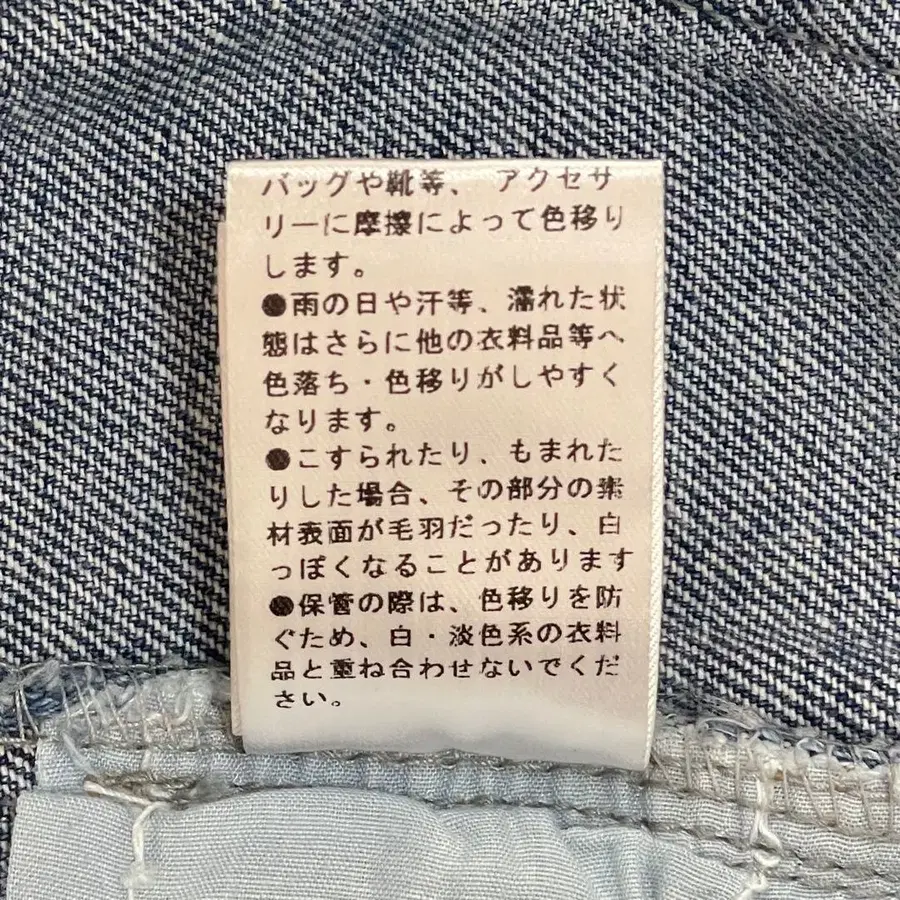 バッグや靴等、 アクセサ
リーに摩擦によって色移り
します。
●雨の日や汗等、濡れた状
態はさらに他の衣料品等へ
色落ち・色移りがしやすく
なります。
●こすられたり、もまれた
りした場合、その部分の素
材表面が毛羽だったり、白
っぽくなることがあります
●保管の際は、色移りを防
ぐため、白・淡色系の衣料
品と重ね合わせないでくだ
さい。